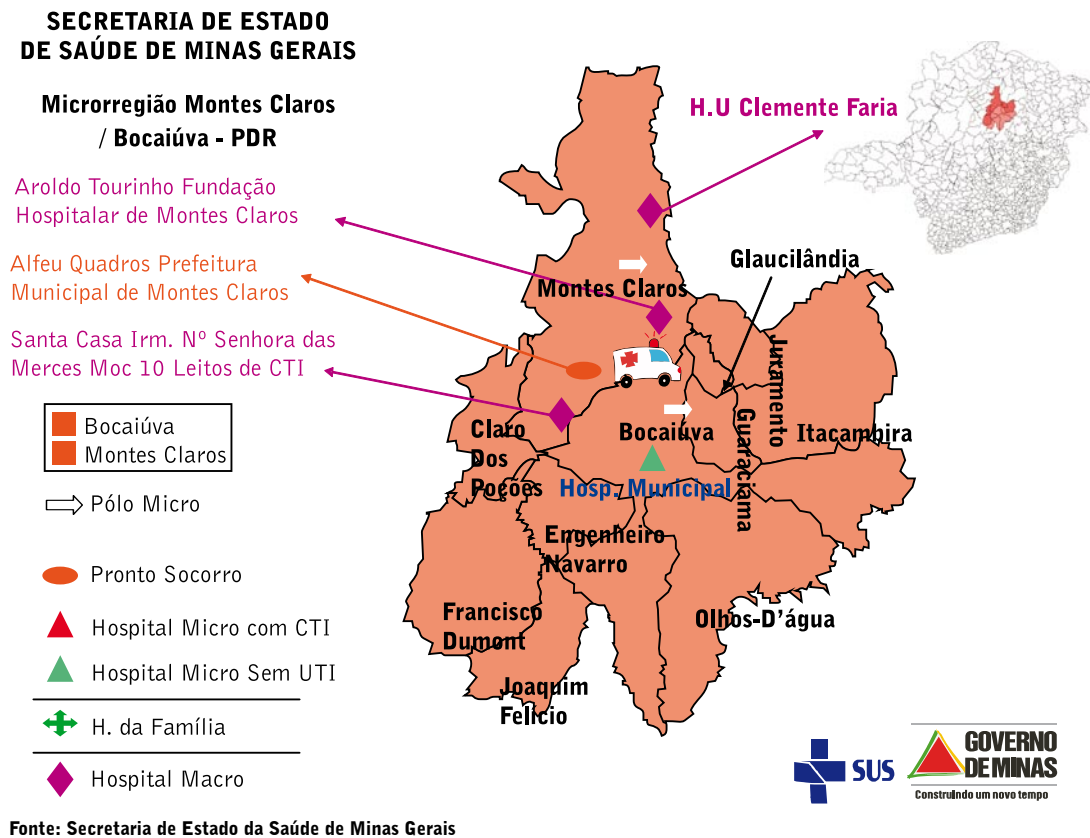 SECRETARIA DE ESTADO
DE SAÚDE DE MINAS GERAIS
Microrregião Montes Claros
/ Bocaiúva - PDR
H.U Clemente Faria
Aroldo Tourinho Fundação
Hospitalar de Montes Claros
Alfeu Quadros Prefeitura
Municipal de Montes Claros
Santa Casa Irm. Nº Senhora das
Merces Moc 10 Leitos de CTI
Bocaiúva
Montes Claros
Pólo Micro
Pronto Socorro
Hospital Micro com CTI
Hospital Micro Sem UTI
H. da Família
Hospital Macro
Glaucilândia
Montes Claros
Juramento
Guaraciama
Itacambira
Bocaiúva
Hosp. Municipal
Claro
Dos
Poções
Engenheiro
Navarro
Francisco
Dumont
Olhos-D'água
Joaquim
Felício
SUS
GOVERNO
DE MINAS
Construindo um novo tempo
Fonte: Secretaria de Estado da Saúde de Minas Gerais